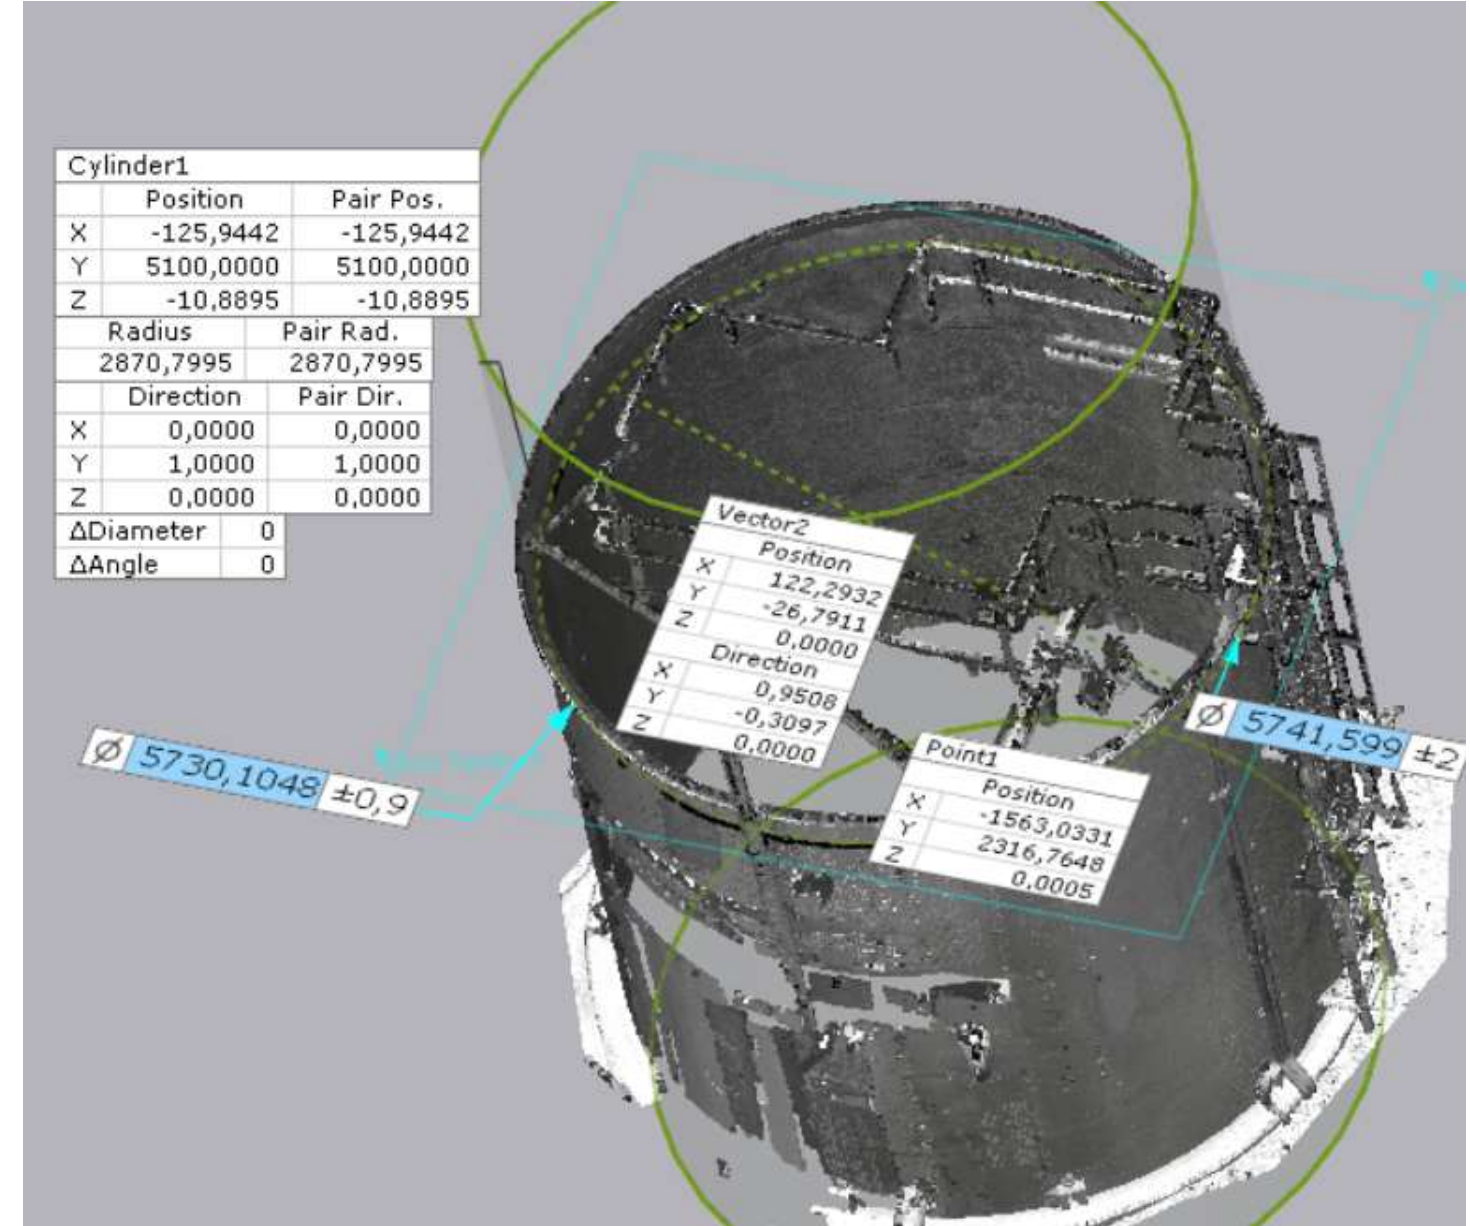 Cylinder1
Position Pair Pos.
X -125,9442 -125,9442
Y 5100,0000 5100,0000
Z -10,8895 -10,8895
Radius Pair Rad.
2870,7995 2870,7995
Direction Pair Dir.
X 0,0000 0,0000
Y 1,0000 1,0000
Z 0,0000 0,0000
ΔDiameter 0
ΔAngle 0
Vector2
Position
X 122,2932
Y -26,7911
Z 0,0000
Direction
X 0,9508
Y -0,3097
Z 0,0000
Ø 5730,1048 ±0,9
Ø 5741,599 ±2
Point1
Position
X -1563,0331
Y 2316,7648
Z 0,0005